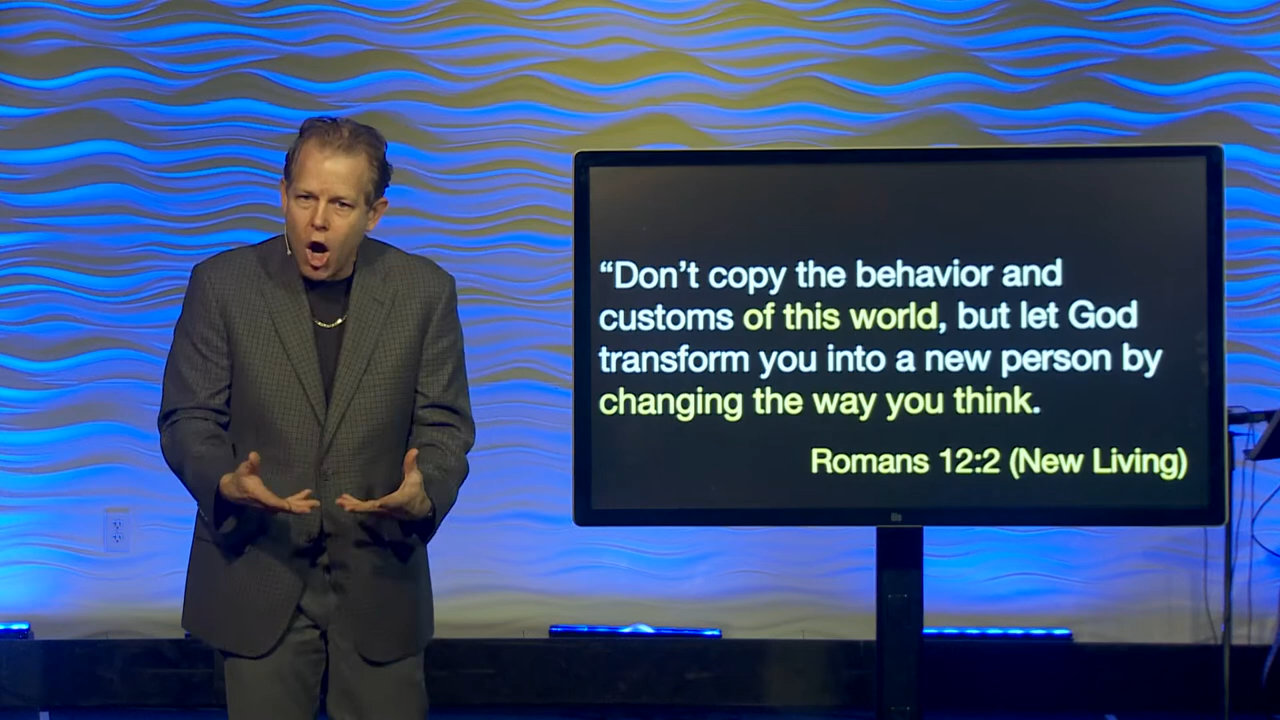 “Don’t copy the behavior and
customs of this world, but let God
transform you into a new person by
changing the way you think.
Romans 12:2 (New Living)